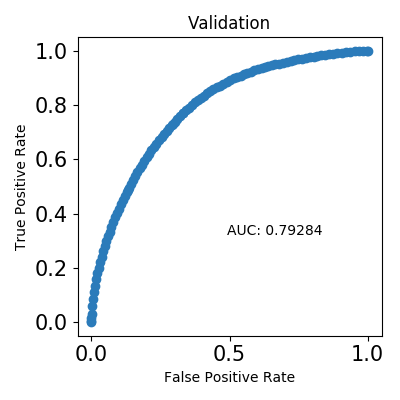 Validation
1.0
0.8
0.6
0.4
0.2
0.0
True Positive Rate
AUC: 0.79284
0.0 0.5 1.0
False Positive Rate